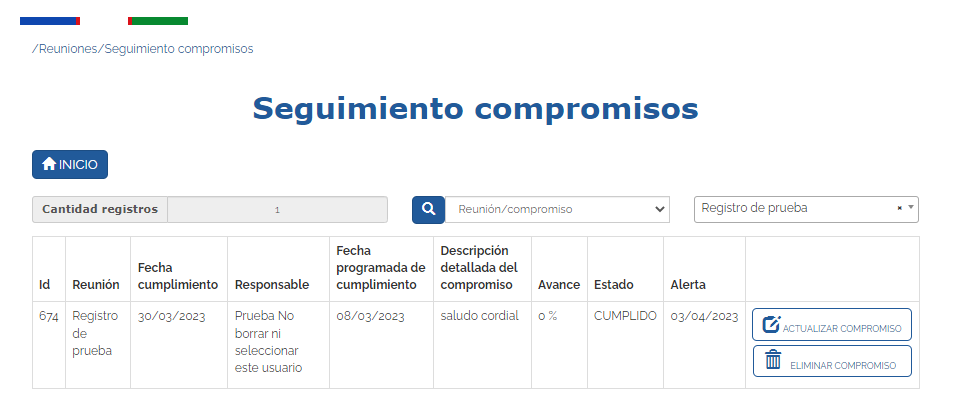 /Reuniones/Seguimiento compromisos
Seguimiento compromisos
INICIO
Cantidad registros 1 Reunión/compromiso Registro de prueba × 
Id Reunión Fecha cumplimiento Responsable Fecha programada de cumplimiento Descripción detallada del compromiso Avance Estado Alerta
674 Registro de prueba 30/03/2023 Prueba No borrar ni seleccionar este usuario 08/03/2023 saludo cordial 0 % CUMPLIDO 03/04/2023
ACTUALIZAR COMPROMISO
ELIMINAR COMPROMISO